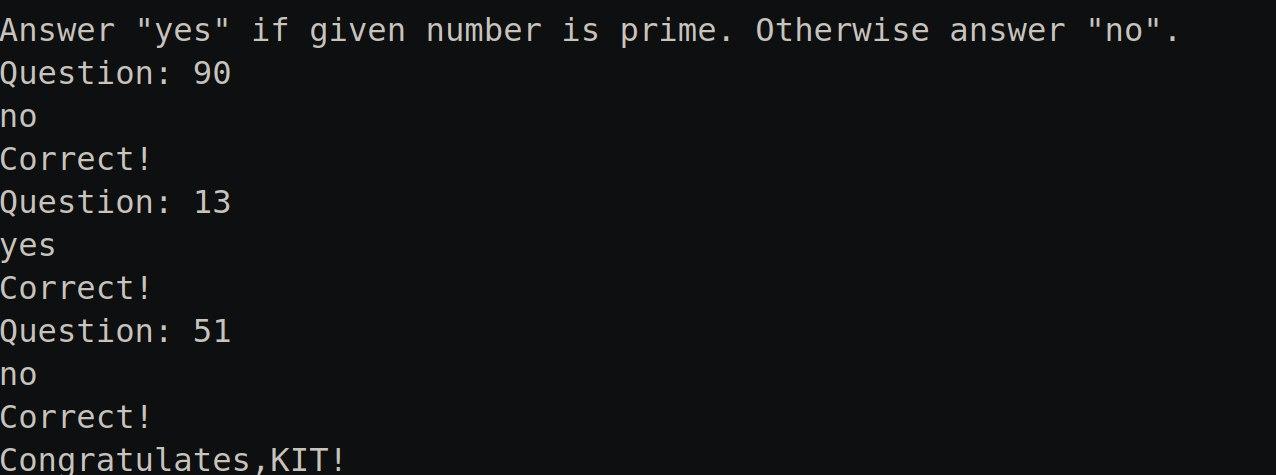 Answer "yes" if given number is prime. Otherwise answer "no".
Question: 90
no
Correct!
Question: 13
yes
Correct!
Question: 51
no
Correct!
Congratulates,KIT!